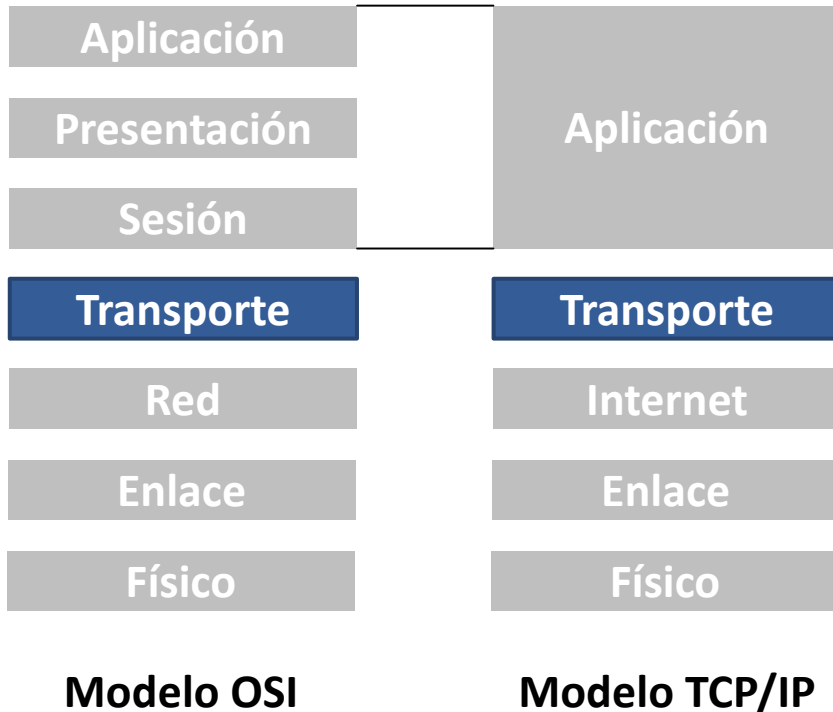 Aplicación
Presentación
Sesión
Transporte
Red
Enlace
Físico
Modelo OSI
Aplicación
Transporte
Internet
Enlace
Físico
Modelo TCP/IP